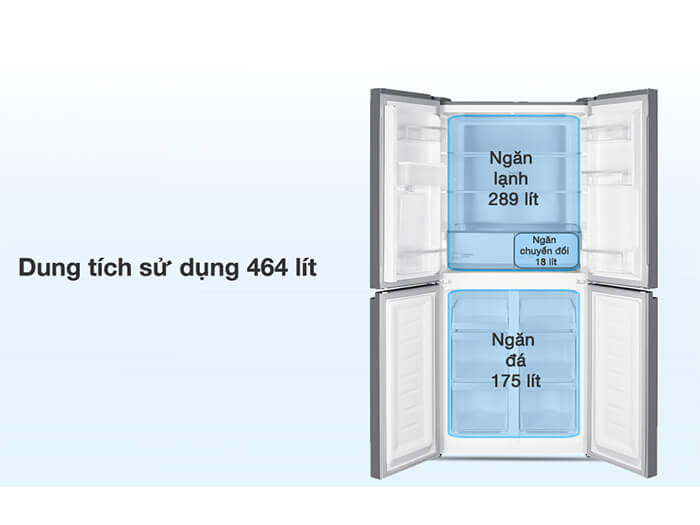 Dung tích sử dụng 464 lít
Ngăn
lạnh
289 lít
Ngăn
chuyển đổi
18 lít
Ngăn
đá
175 lít